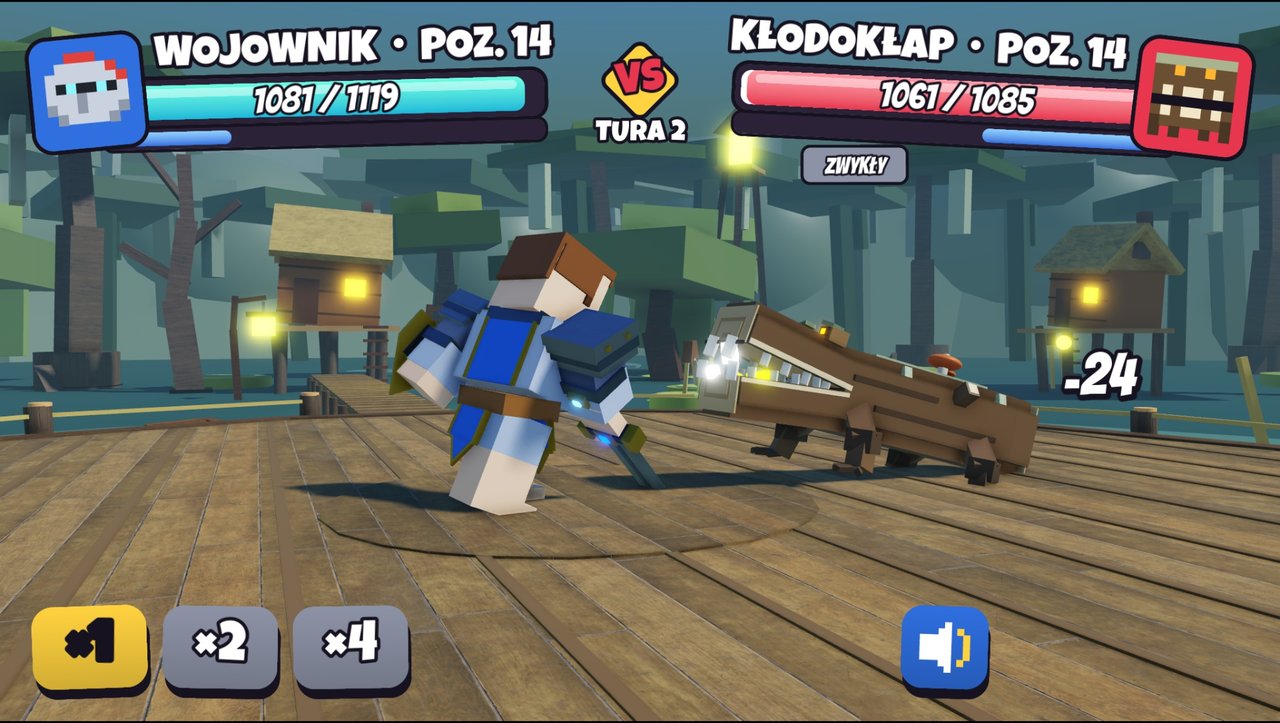 WOJOWNIK • POZ. 14
1081 / 1119
VS
TURA 2
KŁODOKŁAP • POZ. 14
1061 / 1085
ZWYKŁY
-24
×1
×2
×4